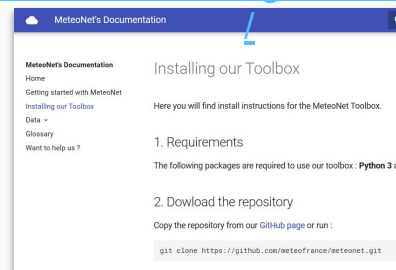 MeteoNet's Documentation
MeteoNet's Documentation
Home
Getting started with MeteoNet
Installing our Toolbox
Data
Glossary
Want to help us ?
Installing our Toolbox
Here you will find install instructions for the MeteoNet Toolbox.
1. Requirements
The following packages are required to use our toolbox : Python 3
2. Dowload the repository
Copy the repository from our GitHub page or run :
git clone https://github.com/meteofrance/meteonet.git